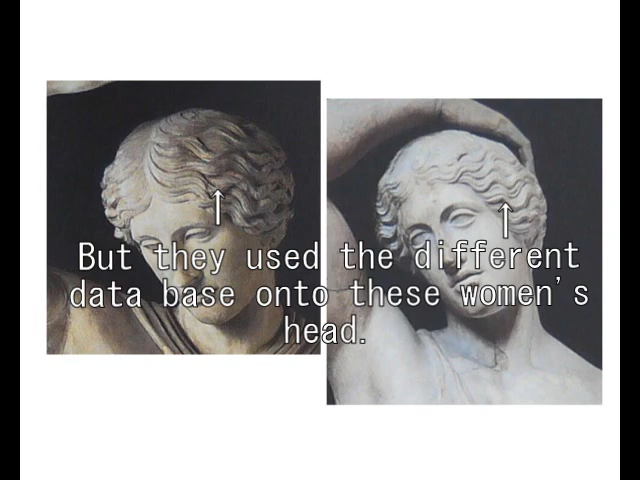 ↑ ↑
But they used the different
data base onto these women's
head.